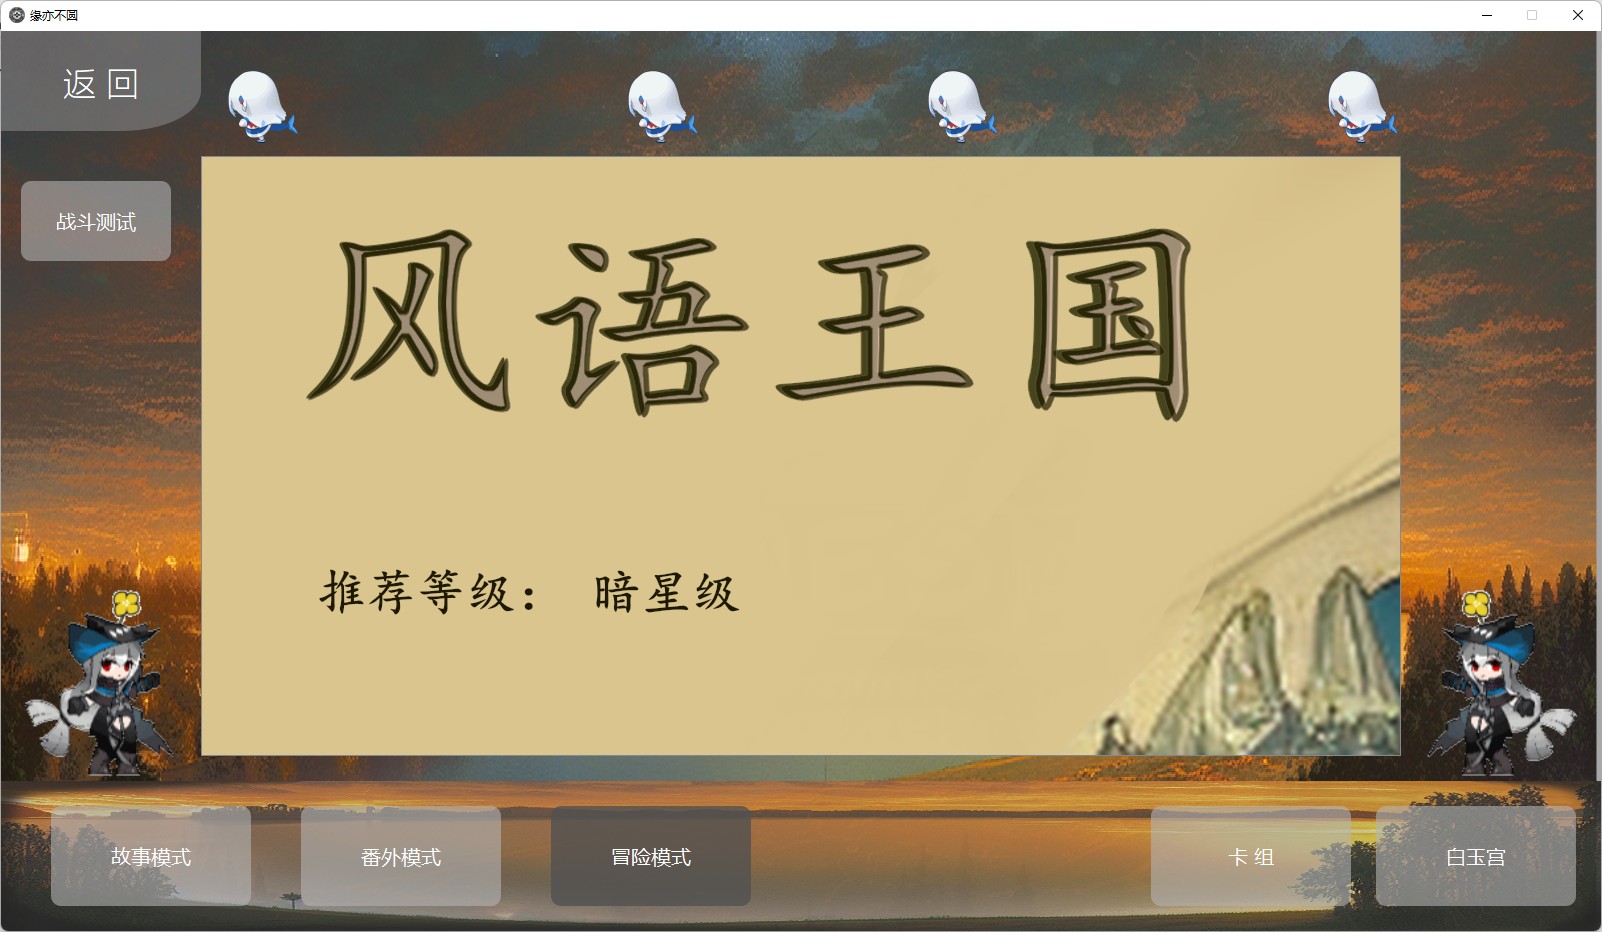 缘亦不圆
返 回
战斗测试
风语王国
推荐等级： 暗星级
故事模式
番外模式
冒险模式
卡 组
白玉宫